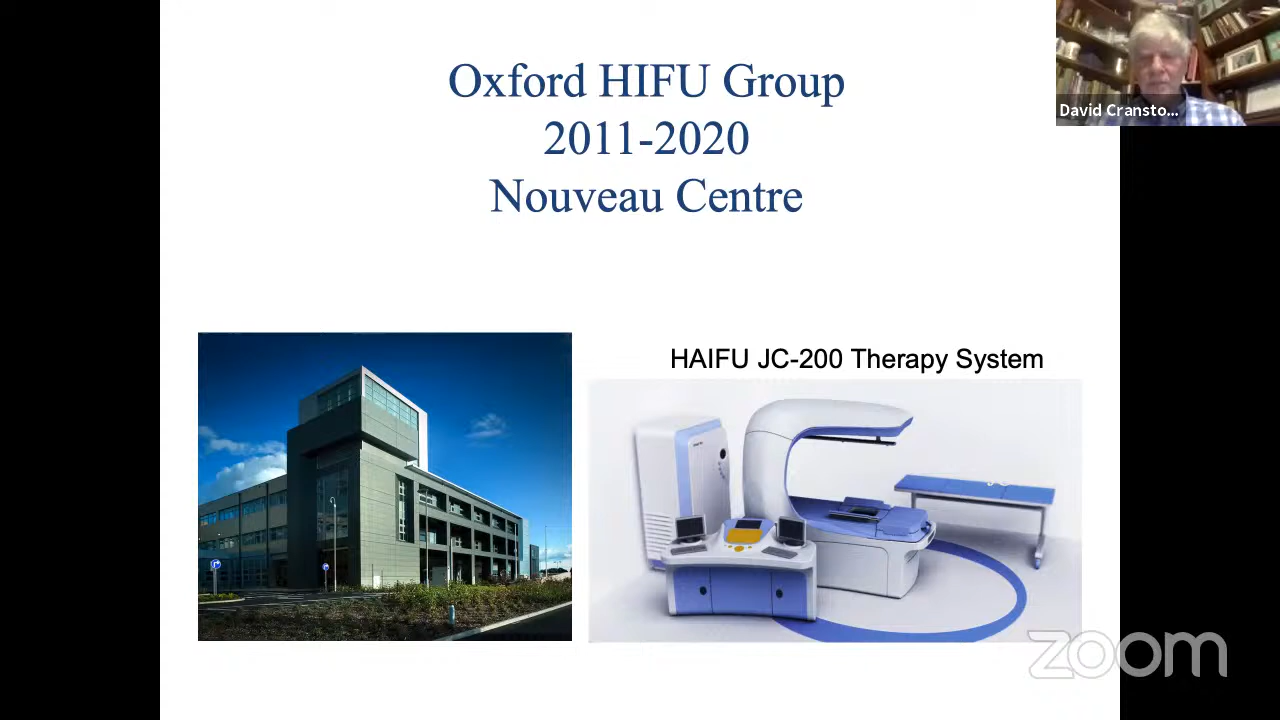 Oxford HIFU Group
2011-2020
Nouveau Centre
David Cransto...
HAIFU JC-200 Therapy System
zoom